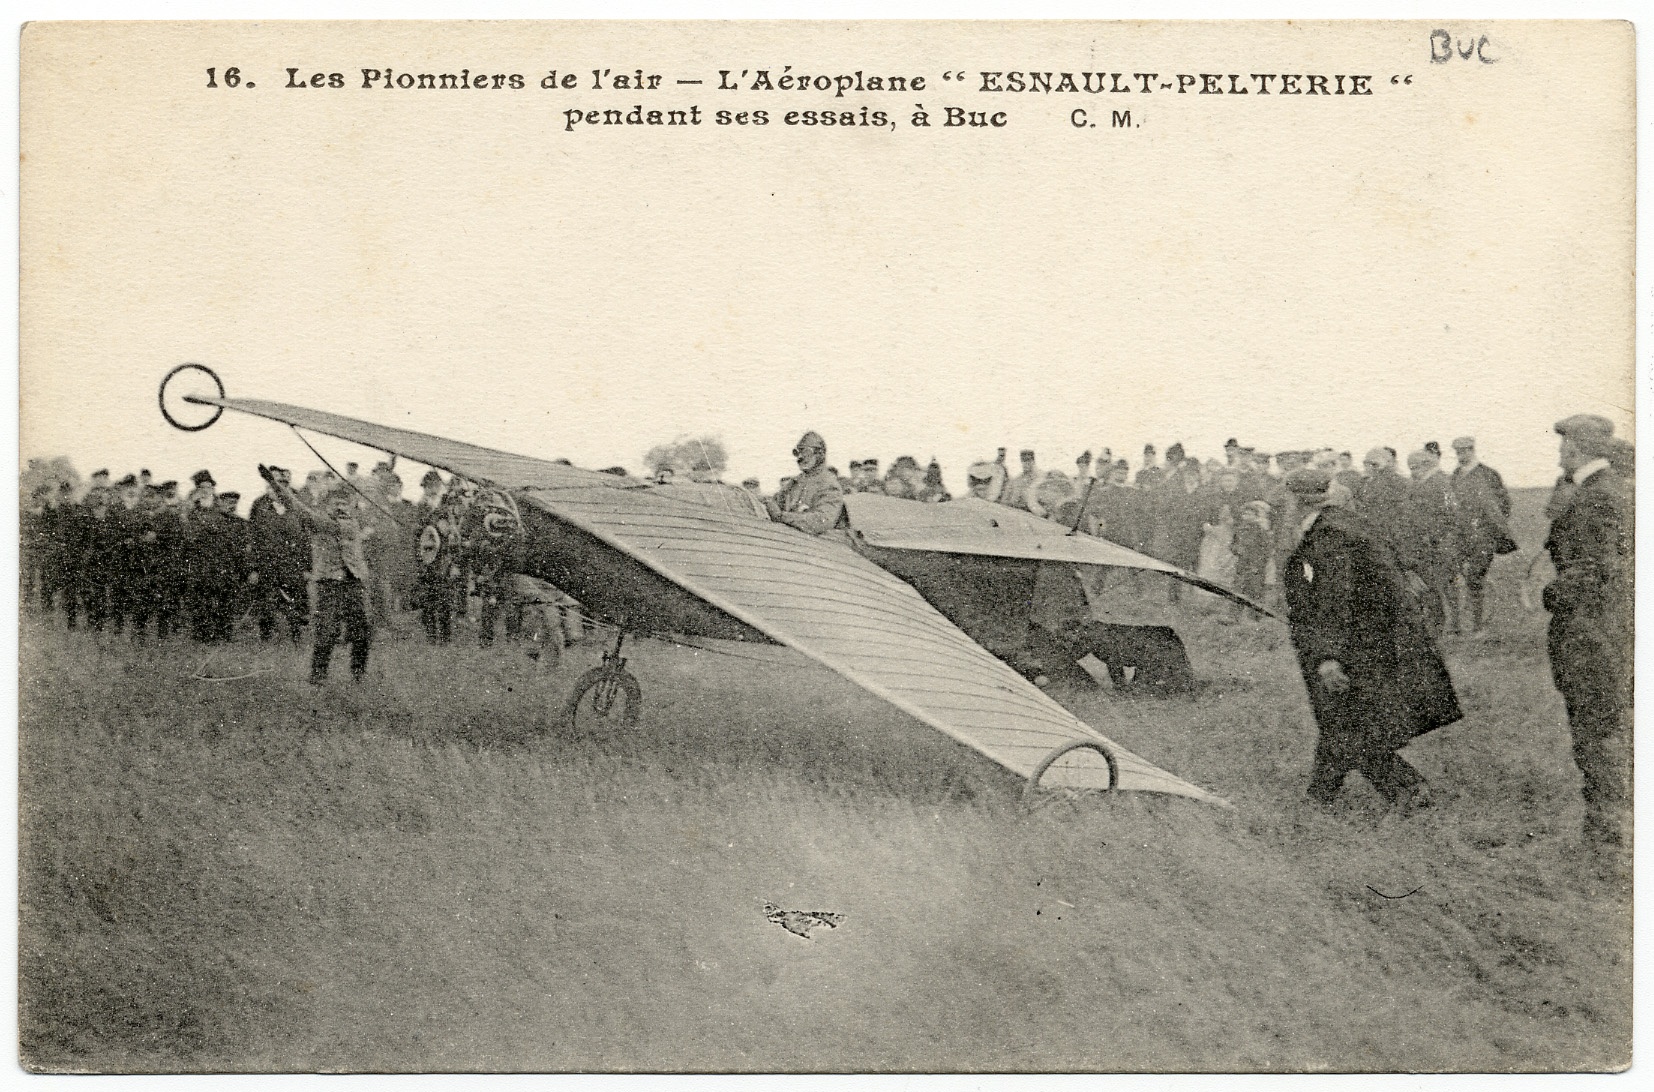 Buc
16. Les Pionniers de l'air — L'Aéroplane “ ESNAULT-PELTERIE “
pendant ses essais, à Buc C. M.